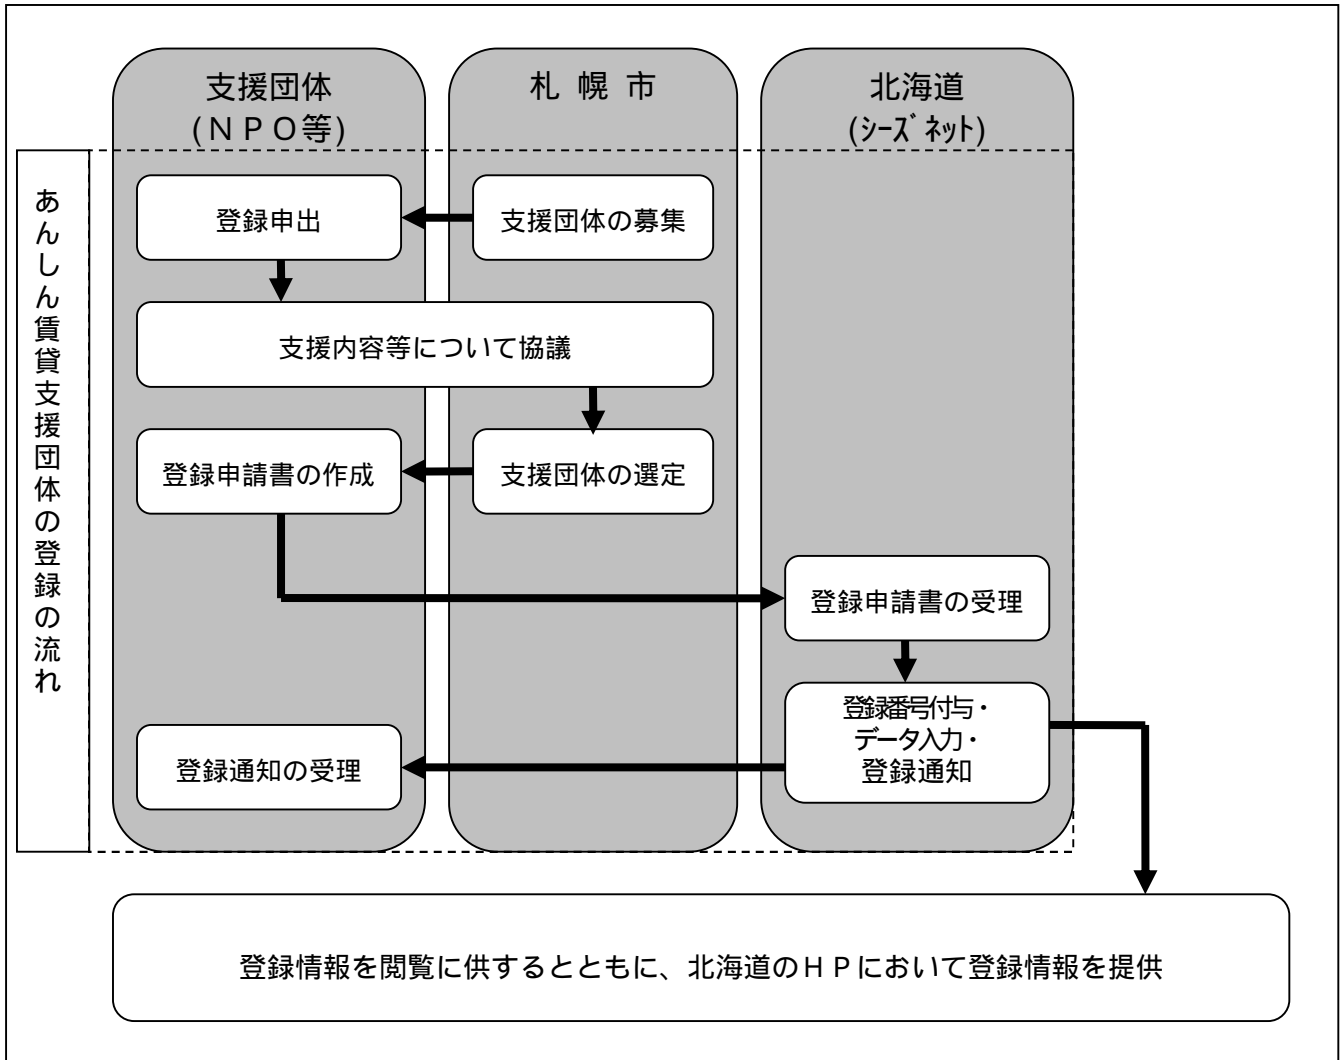 支援団体
(ＮＰＯ等)
札 幌 市
北海道
(ｼｰｽﾞﾈｯﾄ)
あんしん賃貸支援団体の登録の流れ
登録申出
支援団体の募集
支援内容等について協議
登録申請書の作成
支援団体の選定
登録申請書の受理
登録番号付与・
データ入力・
登録通知
登録通知の受理
登録情報を閲覧に供するとともに、北海道のＨＰにおいて登録情報を提供